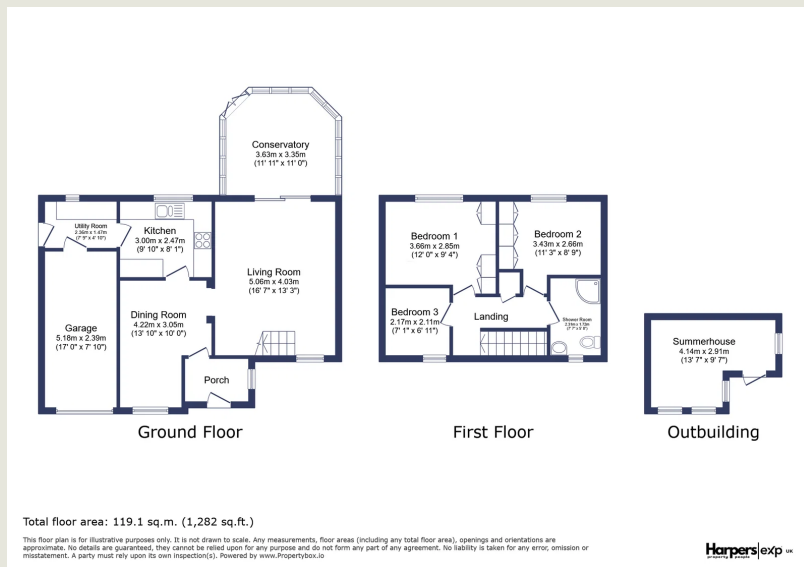 Conservatory
3.63m x 3.35m
(11' 11" x 11' 0")
Utility Room
2.36m x 1.47m
(7' 9" x 4' 10")
Kitchen
3.00m x 2.47m
(9' 10" x 8' 1")
Living Room
5.06m x 4.03m
(16' 7" x 13' 3")
Dining Room
4.22m x 3.05m
(13' 10" x 10' 0")
Garage
5.18m x 2.39m
(17' 0" x 7' 10")
Porch
Ground Floor
Bedroom 1
3.66m x 2.85m
(12' 0" x 9' 4")
Bedroom 2
3.43m x 2.66m
(11' 3" x 8' 9")
Bedroom 3
2.17m x 2.11m
(7' 1" x 6' 11")
Landing
Shower Room
First Floor
Summerhouse
4.14m x 2.91m
(13' 7" x 9' 7")
Outbuilding
Total floor area: 119.1 sq.m. (1,282 sq.ft.)
This floor plan is for illustrative purposes only. It is not drawn to scale. Any measurements, floor areas (including any total floor area), openings and orientations are
approximate. No details are guaranteed, they cannot be relied upon for any purpose and do not form any part of any agreement. No liability is taken for any error, omission or
misstatement. A party must rely upon its own inspection(s). Powered by www.Propertybox.io
Harpers exp UK
property people